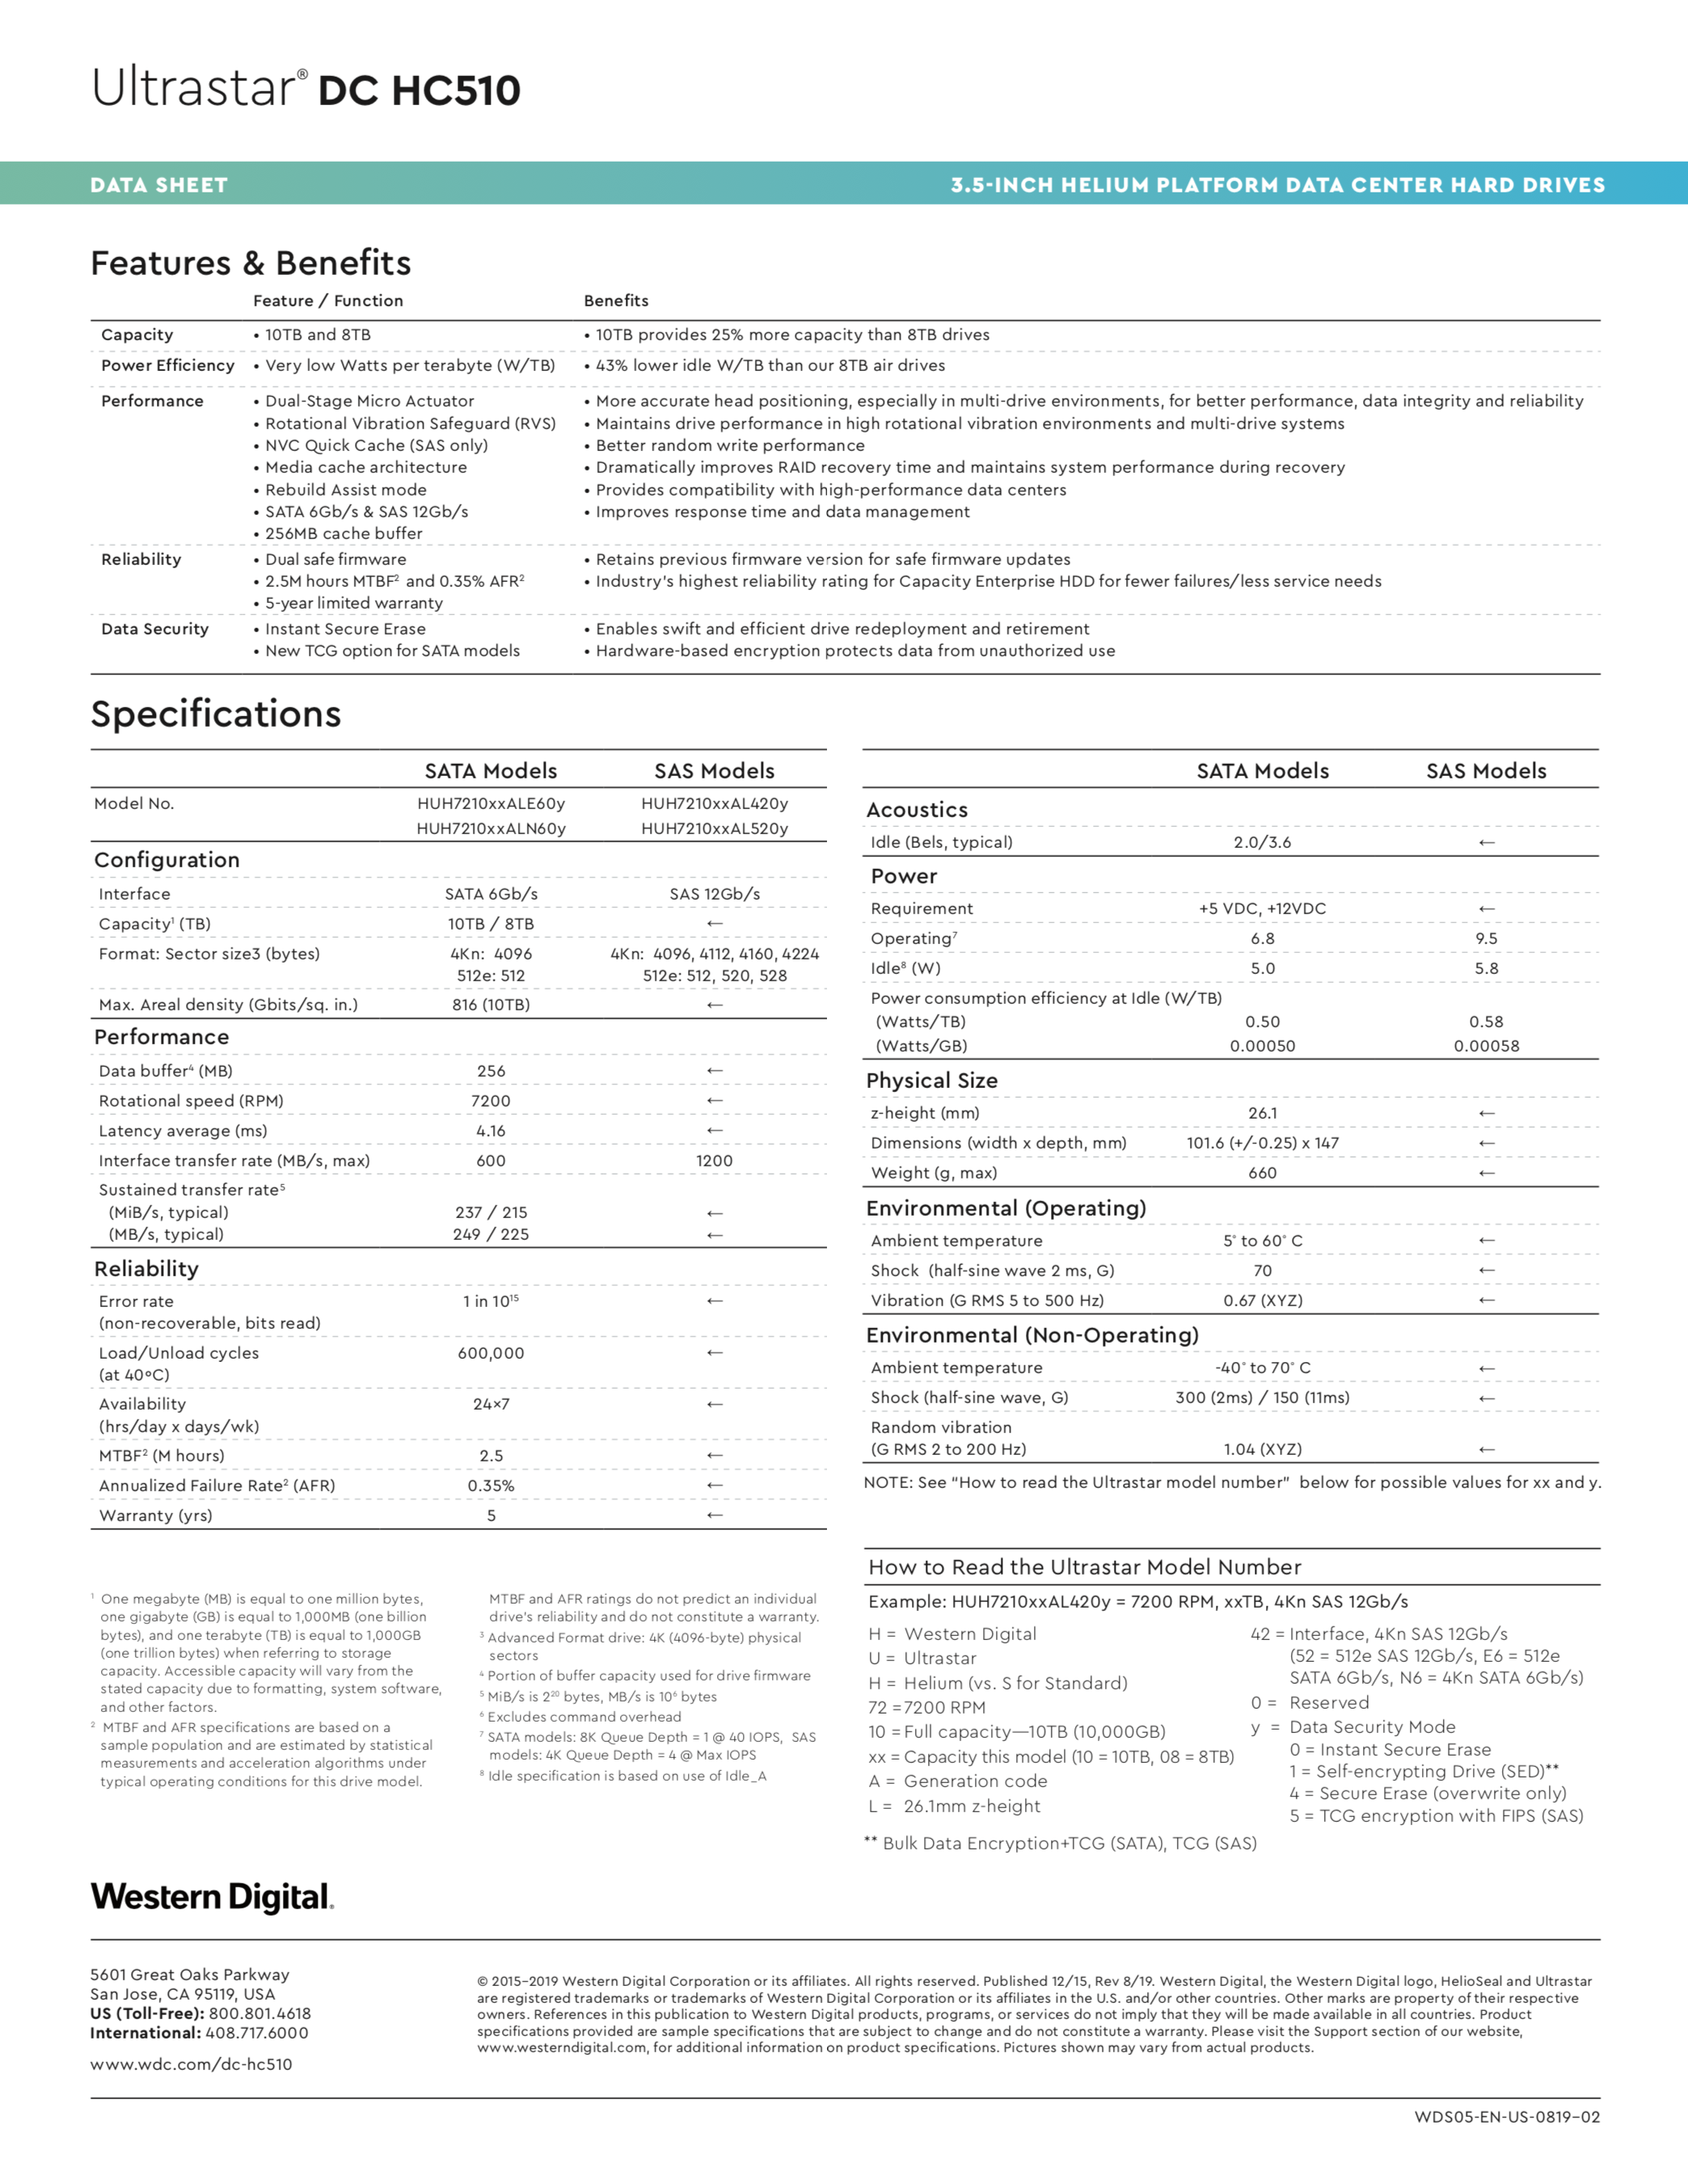 Ultrastar® DC HC510
DATA SHEET
3.5-INCH HELIUM PLATFORM DATA CENTER HARD DRIVES
Features & Benefits
Feature / Function Benefits
Capacity • 10TB and 8TB • 10TB provides 25% more capacity than 8TB drives
Power Efficiency • Very low Watts per terabyte (W/TB) • 43% lower idle W/TB than our 8TB air drives
Performance • Dual-Stage Micro Actuator • More accurate head positioning, especially in multi-drive environments, for better performance, data integrity and reliability
• Rotational Vibration Safeguard (RVS) • Maintains drive performance in high rotational vibration environments and multi-drive systems
• NVC Quick Cache (SAS only) • Better random write performance
• Media cache architecture • Dramatically improves RAID recovery time and maintains system performance during recovery
• Rebuild Assist mode • Provides compatibility with high-performance data centers
• SATA 6Gb/s & SAS 12Gb/s • Improves response time and data management
• 256MB cache buffer
Reliability • Dual safe firmware • Retains previous firmware version for safe firmware updates
• 2.5M hours MTBF² and 0.35% AFR² • Industry's highest reliability rating for Capacity Enterprise HDD for fewer failures/less service needs
• 5-year limited warranty
Data Security • Instant Secure Erase • Enables swift and efficient drive redeployment and retirement
• New TCG option for SATA models • Hardware-based encryption protects data from unauthorized use
Specifications
SATA Models SAS Models
Model No. HUH7210xxALE60y HUH7210xxAL420y
HUH7210xxALN60y HUH7210xxAL520y
Configuration
Interface SATA 6Gb/s SAS 12Gb/s
Capacity¹ (TB) 10TB / 8TB ←
Format: Sector size3 (bytes) 4Kn: 4096 4Kn: 4096, 4112, 4160, 4224
512e: 512 512e: 512, 520, 528
Max. Areal density (Gbits/sq. in.) 816 (10TB) ←
Performance
Data buffer⁴ (MB) 256 ←
Rotational speed (RPM) 7200 ←
Latency average (ms) 4.16 ←
Interface transfer rate (MB/s, max) 600 1200
Sustained transfer rate⁵
(MiB/s, typical) 237 / 215 ←
(MB/s, typical) 249 / 225 ←
Reliability
Error rate 1 in 10¹⁵ ←
(non-recoverable, bits read)
Load/Unload cycles 600,000 ←
(at 40ºC)
Availability 24×7 ←
(hrs/day x days/wk)
MTBF² (M hours) 2.5 ←
Annualized Failure Rate² (AFR) 0.35% ←
Warranty (yrs) 5 ←
SATA Models SAS Models
Acoustics
Idle (Bels, typical) 2.0/3.6 ←
Power
Requirement +5 VDC, +12VDC ←
Operating⁷ 6.8 9.5
Idle⁸ (W) 5.0 5.8
Power consumption efficiency at Idle (W/TB)
(Watts/TB) 0.50 0.58
(Watts/GB) 0.00050 0.00058
Physical Size
z-height (mm) 26.1 ←
Dimensions (width x depth, mm) 101.6 (+/-0.25) x 147 ←
Weight (g, max) 660 ←
Environmental (Operating)
Ambient temperature 5˚ to 60˚ C ←
Shock (half-sine wave 2 ms, G) 70 ←
Vibration (G RMS 5 to 500 Hz) 0.67 (XYZ) ←
Environmental (Non-Operating)
Ambient temperature -40˚ to 70˚ C ←
Shock (half-sine wave, G) 300 (2ms) / 150 (11ms) ←
Random vibration
(G RMS 2 to 200 Hz) 1.04 (XYZ) ←
NOTE: See "How to read the Ultrastar model number" below for possible values for xx and y.
¹ One megabyte (MB) is equal to one million bytes,
one gigabyte (GB) is equal to 1,000MB (one billion
bytes), and one terabyte (TB) is equal to 1,000GB
(one trillion bytes) when referring to storage
capacity. Accessible capacity will vary from the
stated capacity due to formatting, system software,
and other factors.
² MTBF and AFR specifications are based on a
sample population and are estimated by statistical
measurements and acceleration algorithms under
typical operating conditions for this drive model.
MTBF and AFR ratings do not predict an individual
drive's reliability and do not constitute a warranty.
³ Advanced Format drive: 4K (4096-byte) physical
sectors
⁴ Portion of buffer capacity used for drive firmware
⁵ MiB/s is 2²⁰ bytes, MB/s is 10⁶ bytes
⁶ Excludes command overhead
⁷ SATA models: 8K Queue Depth = 1 @ 40 IOPS, SAS
models: 4K Queue Depth = 4 @ Max IOPS
⁸ Idle specification is based on use of Idle_A
How to Read the Ultrastar Model Number
Example: HUH7210xxAL420y = 7200 RPM, xxTB, 4Kn SAS 12Gb/s
H = Western Digital
U = Ultrastar
H = Helium (vs. S for Standard)
72 =7200 RPM
10 =Full capacity—10TB (10,000GB)
xx = Capacity this model (10 = 10TB, 08 = 8TB)
A = Generation code
L = 26.1mm z-height
42 = Interface, 4Kn SAS 12Gb/s
(52 = 512e SAS 12Gb/s, E6 = 512e
SATA 6Gb/s, N6 = 4Kn SATA 6Gb/s)
0 = Reserved
y = Data Security Mode
0 = Instant Secure Erase
1 = Self-encrypting Drive (SED)**
4 = Secure Erase (overwrite only)
5 = TCG encryption with FIPS (SAS)
** Bulk Data Encryption+TCG (SATA), TCG (SAS)
Western Digital.
5601 Great Oaks Parkway
San Jose, CA 95119, USA
US (Toll-Free): 800.801.4618
International: 408.717.6000
www.wdc.com/dc-hc510
© 2015-2019 Western Digital Corporation or its affiliates. All rights reserved. Published 12/15, Rev 8/19. Western Digital, the Western Digital logo, HelioSeal and Ultrastar
are registered trademarks or trademarks of Western Digital Corporation or its affiliates in the U.S. and/or other countries. Other marks are property of their respective
owners. References in this publication to Western Digital products, programs, or services do not imply that they will be made available in all countries. Product
specifications provided are sample specifications that are subject to change and do not constitute a warranty. Please visit the Support section of our website,
www.westerndigital.com, for additional information on product specifications. Pictures shown may vary from actual products.
WDS05-EN-US-0819-02